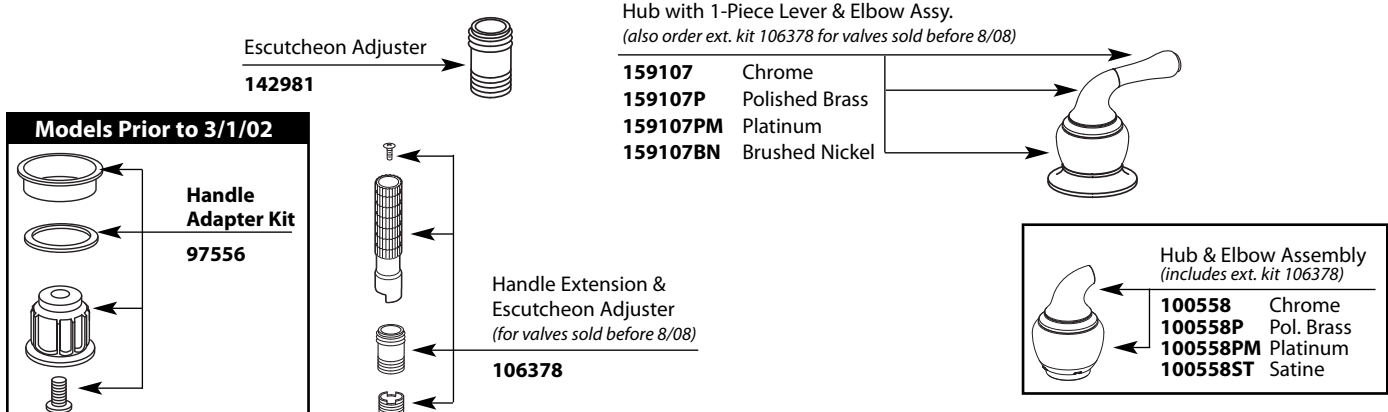 Escutcheon Adjuster
142981
Hub with 1-Piece Lever & Elbow Assy.
(also order ext. kit 106378 for valves sold before 8/08)
159107 Chrome
159107P Polished Brass
159107PM Platinum
159107BN Brushed Nickel
Models Prior to 3/1/02
Handle
Adapter Kit
97556
Handle Extension &
Escutcheon Adjuster
(for valves sold before 8/08)
106378
Hub & Elbow Assembly
(includes ext. kit 106378)
100558 Chrome
100558P Pol. Brass
100558PM Platinum
100558ST Satine